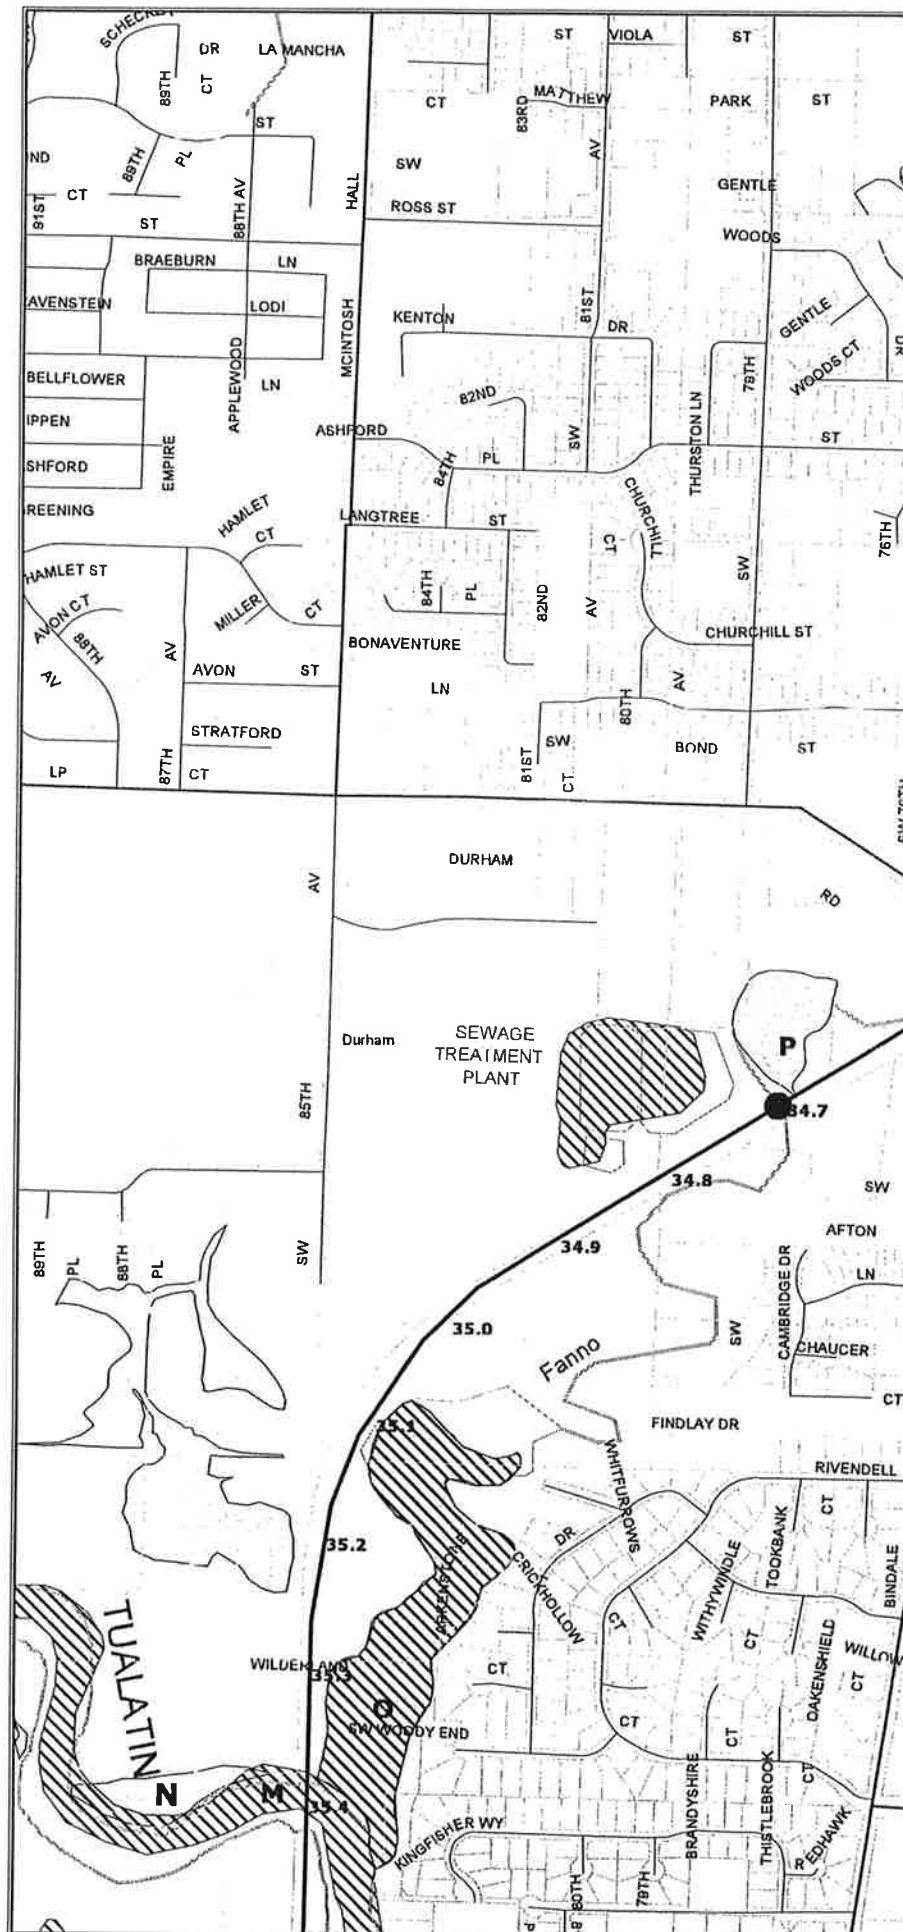 SCHECKLA
DR
LA MANCHA
89TH
CT
ST
VIOLA
ST
83RD
MATTHEW
PARK
ST
CT
ST
AV
89TH
PL
CT
ST
91ST
88TH AV
HALL
SW
ROSS ST
GENTLE
WOODS
BRAEBURN
LN
AVENSTEIN
LODI
MCINTOSH
KENTON
81ST
DR
GENTLE
DR
WOODS CT
BELLFLOWER
APPLEWOOD
LN
82ND
79TH
IPPEN
ASHFORD
SW
THURSTON LN
ST
SHFORD
EMPIRE
84TH
PL
REENING
HAMLET
CT
LANGTREE
ST
CHURCHILL
CT
76TH
HAMLET ST
84TH
PL
82ND
AV
SW
AVON CT
88TH
MILLER
CT
CHURCHILL ST
AV
AV
AVON
ST
BONAVENTURE
LN
AV
80TH
STRATFORD
SW
BOND
ST
LP
87TH
CT
81ST
CT
SW 76TH
AV
DURHAM
RD
Durham
SEWAGE
TREATMENT
PLANT
P
85TH
34.7
34.8
SW
AFTON
89TH
PL
88TH
PL
SW
34.9
CAMBRIDGE DR
LN
35.0
SW
Fanno
CHAUCER
CT
35.1
FINDLAY DR
WHITFURROWS
RIVENDELL
35.2
DR
CRICKHOLLOW
CT
TOOKBANK
CT
BINDALE
ARKENSTONE
WITHYWINDLE
TUALATIN
WILDERLAND
35.3
CT
CT
OAKENSHIELD
WILLOW
CT
SW WOODY END
CT
CT
N
M
35.4
BRANDYSHIRE
THISTLEBROOK
CT
KINGFISHER WY
REDHAWK
80TH
79TH